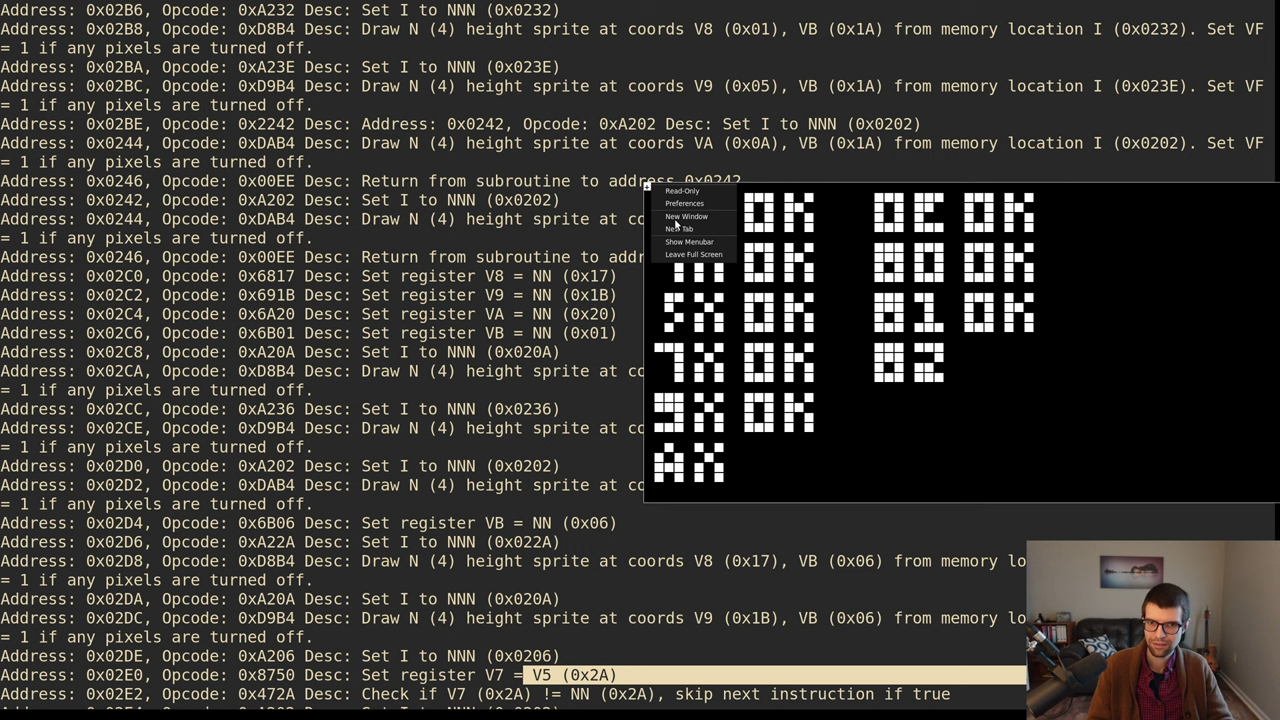 Address: 0x02B6, Opcode: 0xA232 Desc: Set I to NNN (0x0232)
Address: 0x02B8, Opcode: 0xD8B4 Desc: Draw N (4) height sprite at coords V8 (0x01), VB (0x1A) from memory location I (0x0232). Set VF
= 1 if any pixels are turned off.
Address: 0x02BA, Opcode: 0xA23E Desc: Set I to NNN (0x023E)
Address: 0x02BC, Opcode: 0xD9B4 Desc: Draw N (4) height sprite at coords V9 (0x05), VB (0x1A) from memory location I (0x023E). Set VF
= 1 if any pixels are turned off.
Address: 0x02BE, Opcode: 0x2242 Desc: Address: 0x0242, Opcode: 0xA202 Desc: Set I to NNN (0x0202)
Address: 0x0244, Opcode: 0xDAB4 Desc: Draw N (4) height sprite at coords VA (0x0A), VB (0x1A) from memory location I (0x0202). Set VF
= 1 if any pixels are turned off.
Address: 0x0246, Opcode: 0x00EE Desc: Return from subroutine to address 0x0242
Address: 0x0242, Opcode: 0xA202 Desc: Set I to NNN (0x0202)
Address: 0x0244, Opcode: 0xDAB4 Desc: Draw N (4) height sprite at co
= 1 if any pixels are turned off.
Address: 0x0246, Opcode: 0x00EE Desc: Return from subroutine to addr
Address: 0x02C0, Opcode: 0x6817 Desc: Set register V8 = NN (0x17)
Address: 0x02C2, Opcode: 0x691B Desc: Set register V9 = NN (0x1B)
Address: 0x02C4, Opcode: 0x6A20 Desc: Set register VA = NN (0x20)
Address: 0x02C6, Opcode: 0x6B01 Desc: Set register VB = NN (0x01)
Address: 0x02C8, Opcode: 0xA20A Desc: Set I to NNN (0x020A)
Address: 0x02CA, Opcode: 0xD8B4 Desc: Draw N (4) height sprite at co
= 1 if any pixels are turned off.
Address: 0x02CC, Opcode: 0xA236 Desc: Set I to NNN (0x0236)
Address: 0x02CE, Opcode: 0xD9B4 Desc: Draw N (4) height sprite at co
= 1 if any pixels are turned off.
Address: 0x02D0, Opcode: 0xA202 Desc: Set I to NNN (0x0202)
Address: 0x02D2, Opcode: 0xDAB4 Desc: Draw N (4) height sprite at co
= 1 if any pixels are turned off.
Address: 0x02D4, Opcode: 0x6B06 Desc: Set register VB = NN (0x06)
Address: 0x02D6, Opcode: 0xA22A Desc: Set I to NNN (0x022A)
Address: 0x02D8, Opcode: 0xD8B4 Desc: Draw N (4) height sprite at coords V8 (0x17), VB (0x06) from memory lo
= 1 if any pixels are turned off.
Address: 0x02DA, Opcode: 0xA20A Desc: Set I to NNN (0x020A)
Address: 0x02DC, Opcode: 0xD9B4 Desc: Draw N (4) height sprite at coords V9 (0x1B), VB (0x06) from memory lo
= 1 if any pixels are turned off.
Address: 0x02DE, Opcode: 0xA206 Desc: Set I to NNN (0x0206)
Address: 0x02E0, Opcode: 0x8750 Desc: Set register V7 = V5 (0x2A)
Address: 0x02E2, Opcode: 0x472A Desc: Check if V7 (0x2A) != NN (0x2A), skip next instruction if true
Read-Only
Preferences
New Window
New Tab
Show Menubar
Leave Full Screen
OK 0E OK
OK 80 OK
5X OK 81 OK
7X OK 82
9X OK
AX